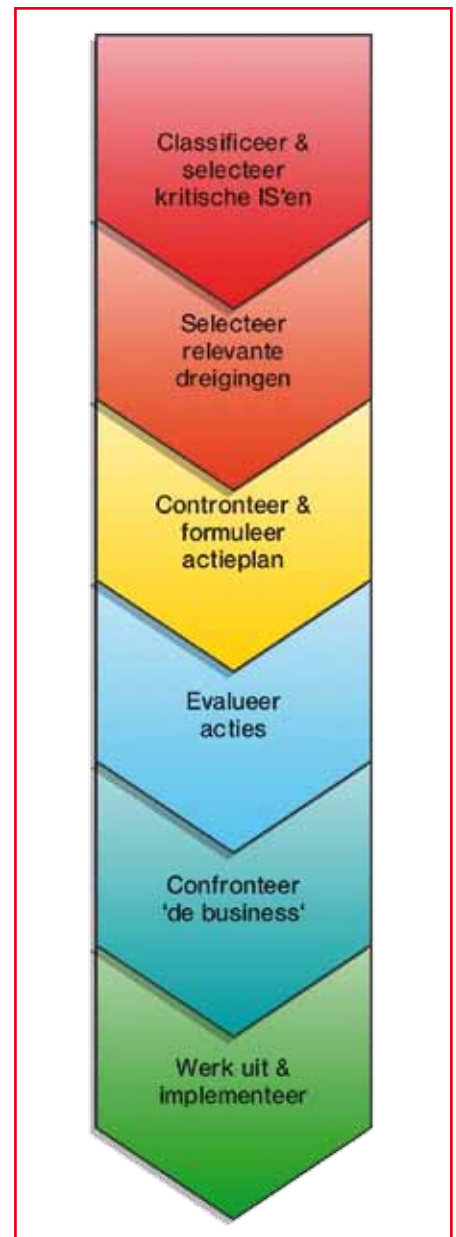 Classificeer &
selecteer
kritische IS'en
Selecteer
relevante
dreigingen
Contronteer &
formuleer
actieplan
Evalueer
acties
Confronteer
'de business'
Werk uit &
implementeer